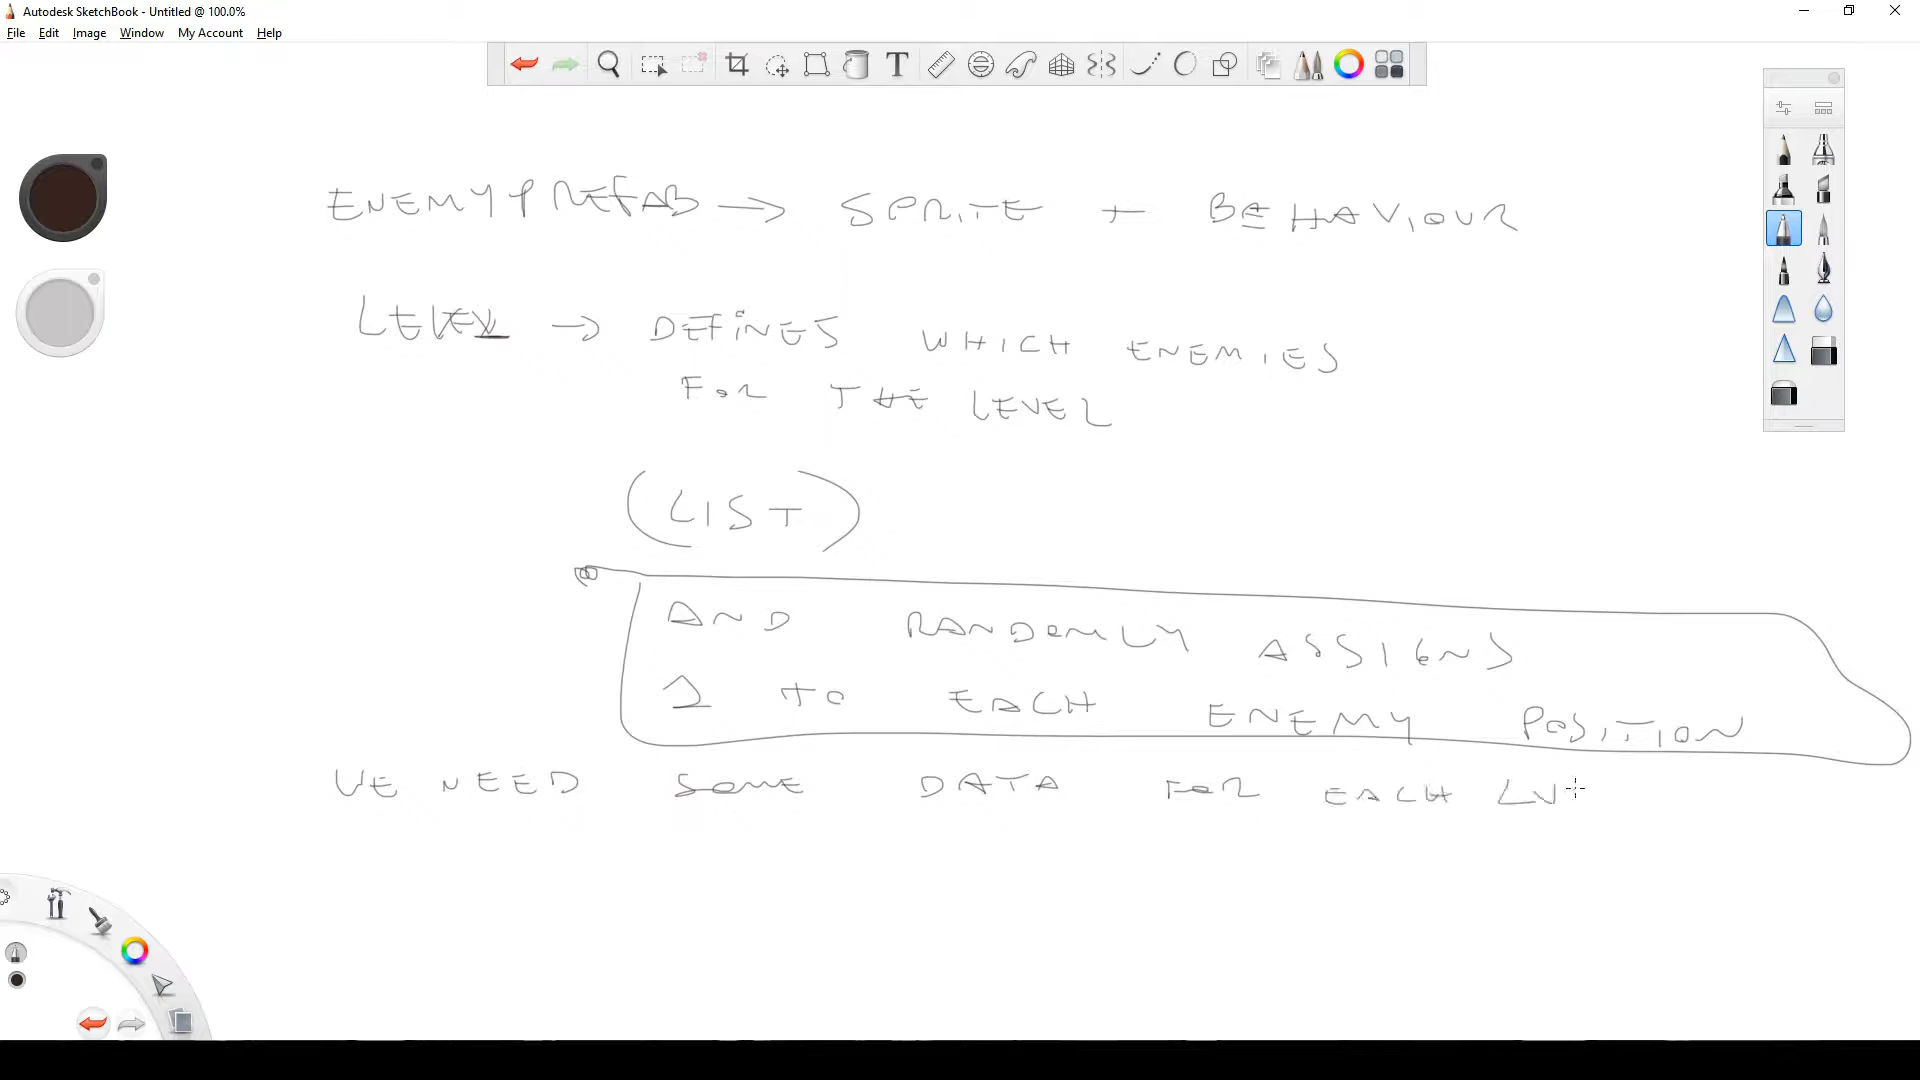 Autodesk SketchBook - Untitled @ 100.0%
File Edit Image Window My Account Help
ENEMY PREFAB → SPRITE + BEHAVIOUR
LEVEL → DEFINES WHICH ENEMIES
FOR THE LEVEL
(LIST)
AND RANDOMLY ASSIGNS
1 TO EACH ENEMY POSITION
WE NEED SOME DATA FOR EACH LV